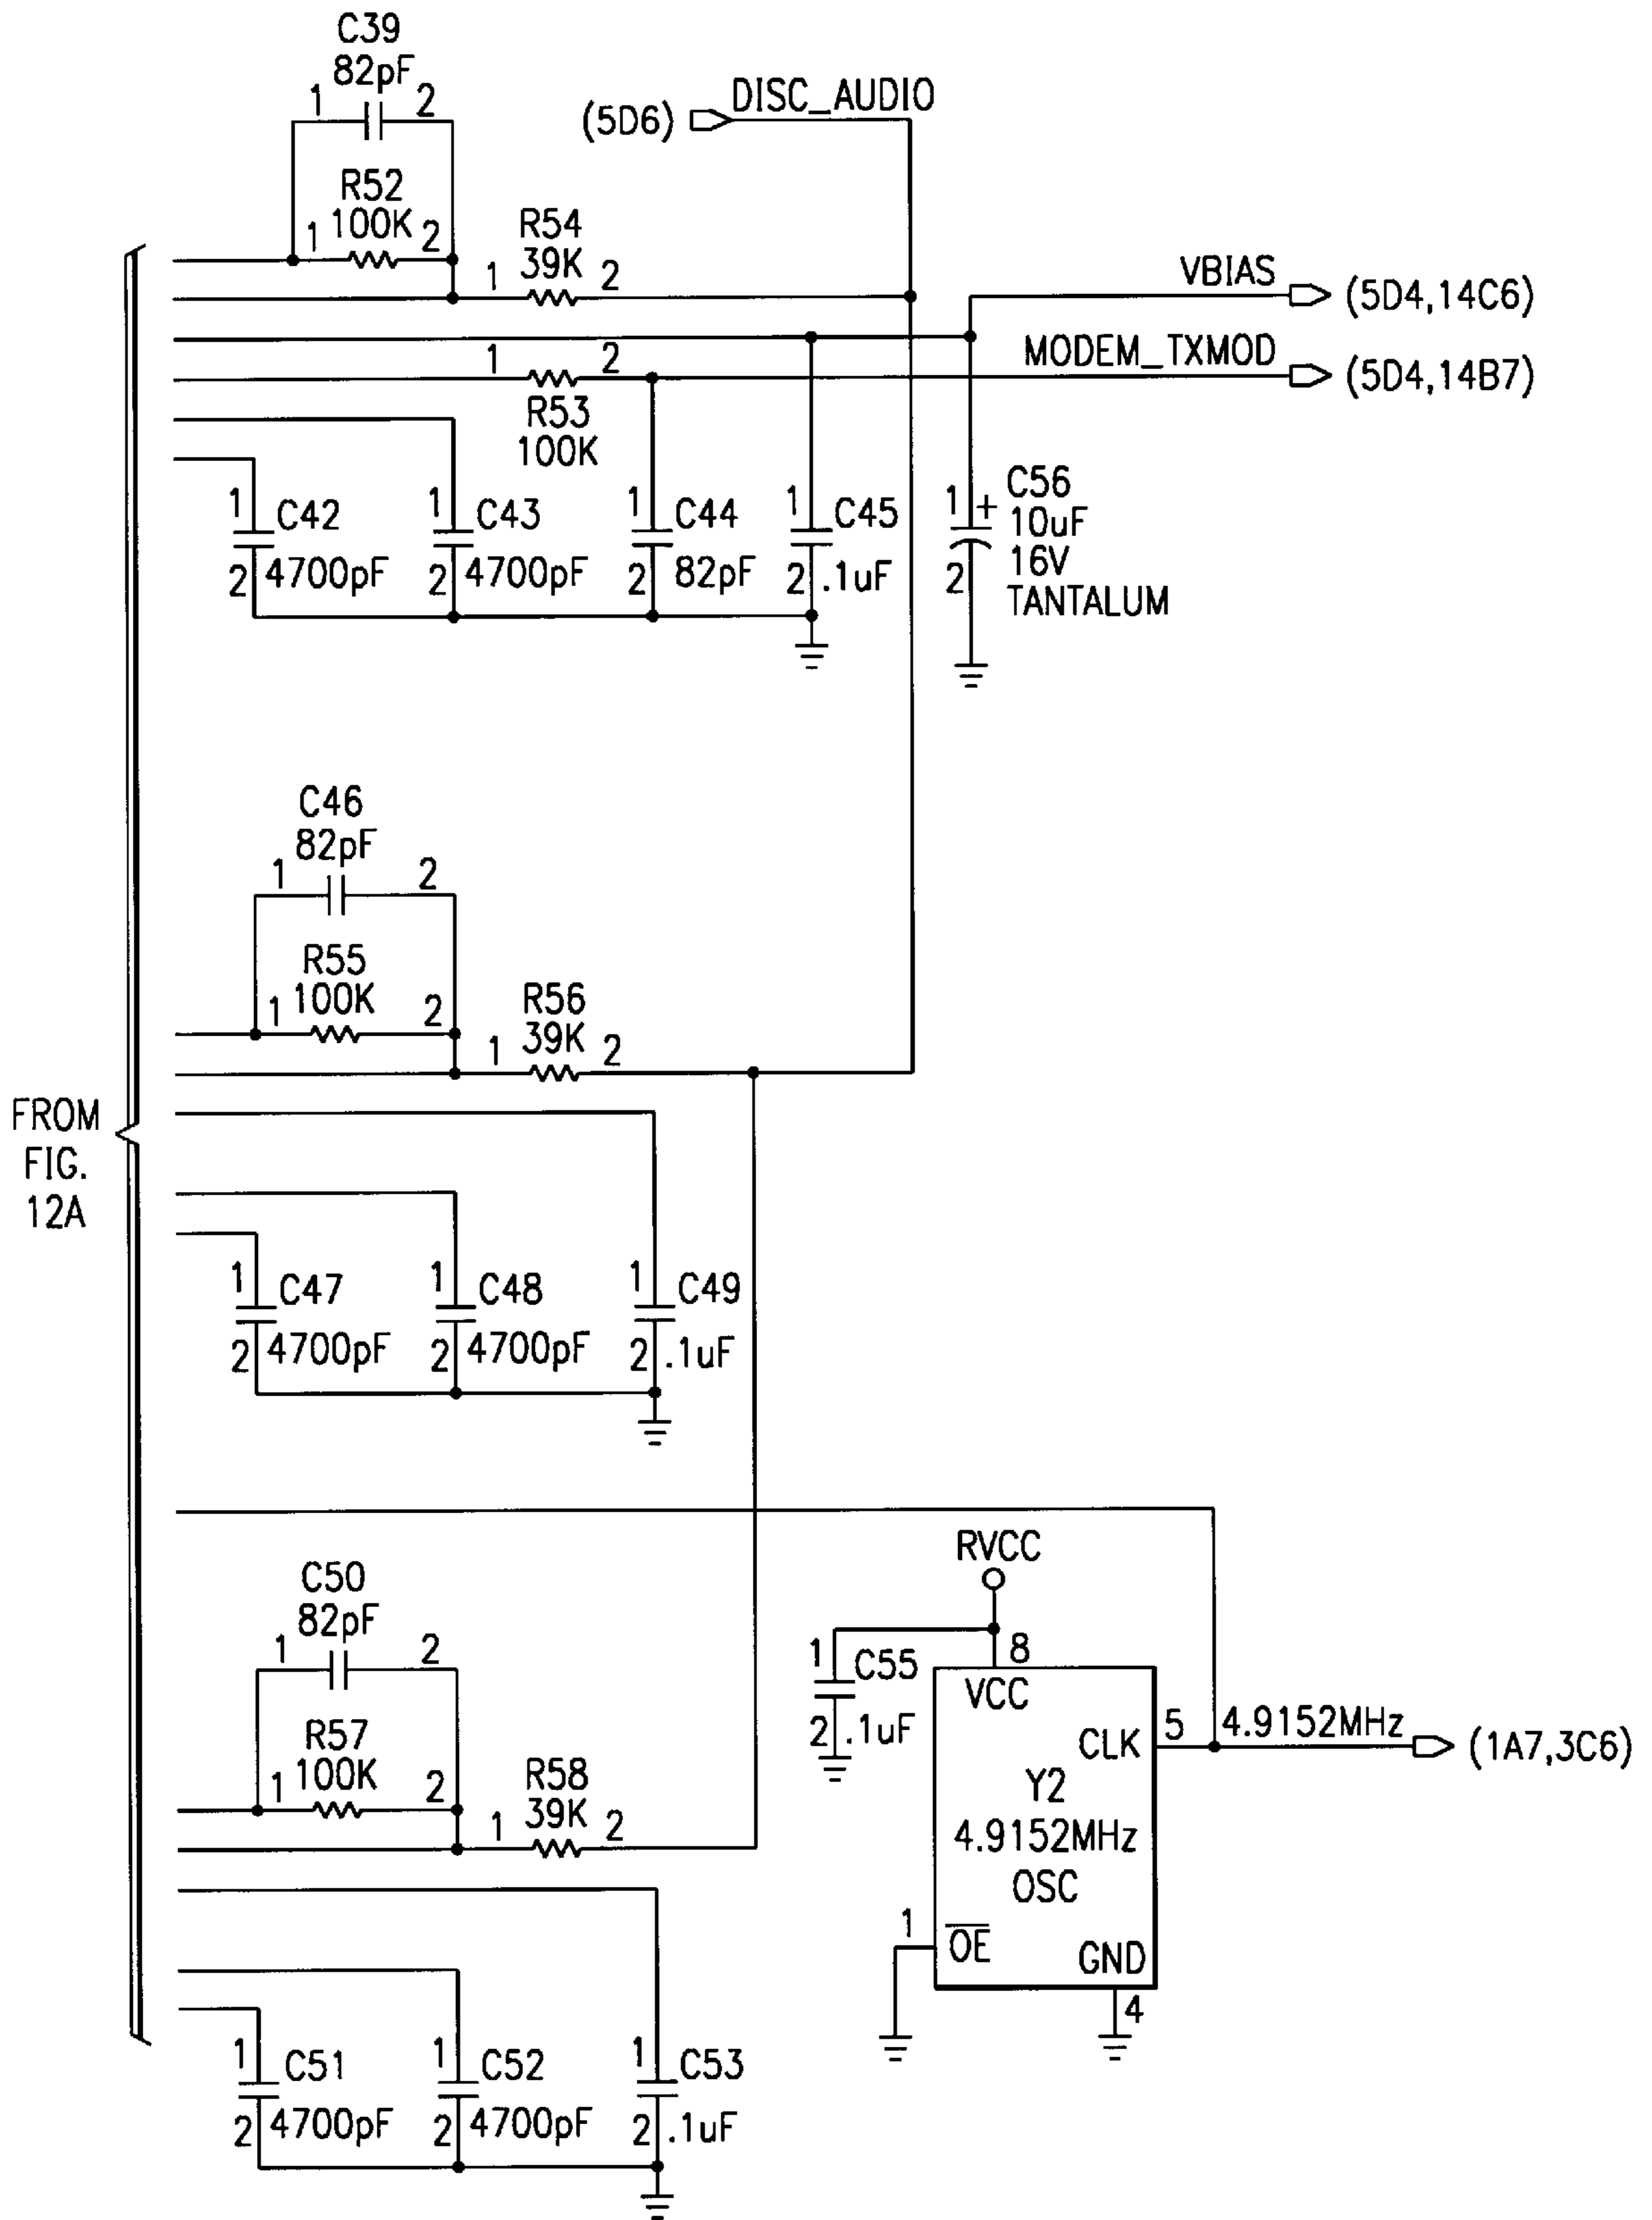 C39
82pF
1
2
DISC_AUDIO
(5D6)
R52
100K
1
2
R54
39K
1
2
VBIAS
(5D4,14C6)
MODEM_TXMOD
(5D4,14B7)
1
2
R53
100K
1
C42
2
4700pF
1
C43
2
4700pF
1
C44
2
82pF
1
C45
2
.1uF
1
+
C56
10uF
16V
2
TANTALUM
C46
82pF
1
2
R55
100K
1
2
R56
39K
1
2
FROM
FIG.
12A
1
C47
2
4700pF
1
C48
2
4700pF
1
C49
2
.1uF
RVCC
C50
82pF
1
2
1
C55
2
.1uF
8
VCC
R57
100K
1
2
R58
39K
1
2
CLK
5
4.9152MHz
(1A7,3C6)
Y2
4.9152MHz
OSC
1
OE
GND
4
1
C51
2
4700pF
1
C52
2
4700pF
1
C53
2
.1uF